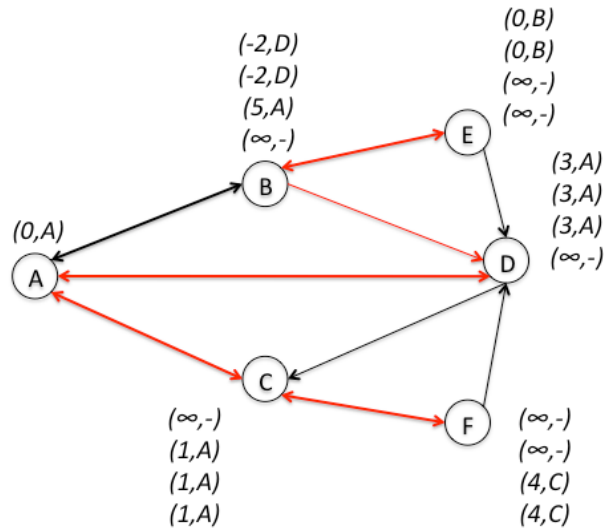 (0,B)
(0,B)
(∞,-)
(∞,-)
(-2,D)
(-2,D)
(5,A)
(∞,-)
E
(3,A)
(3,A)
(3,A)
(∞,-)
B
(0,A)
A
D
C
F
(∞,-)
(1,A)
(1,A)
(1,A)
(∞,-)
(∞,-)
(4,C)
(4,C)